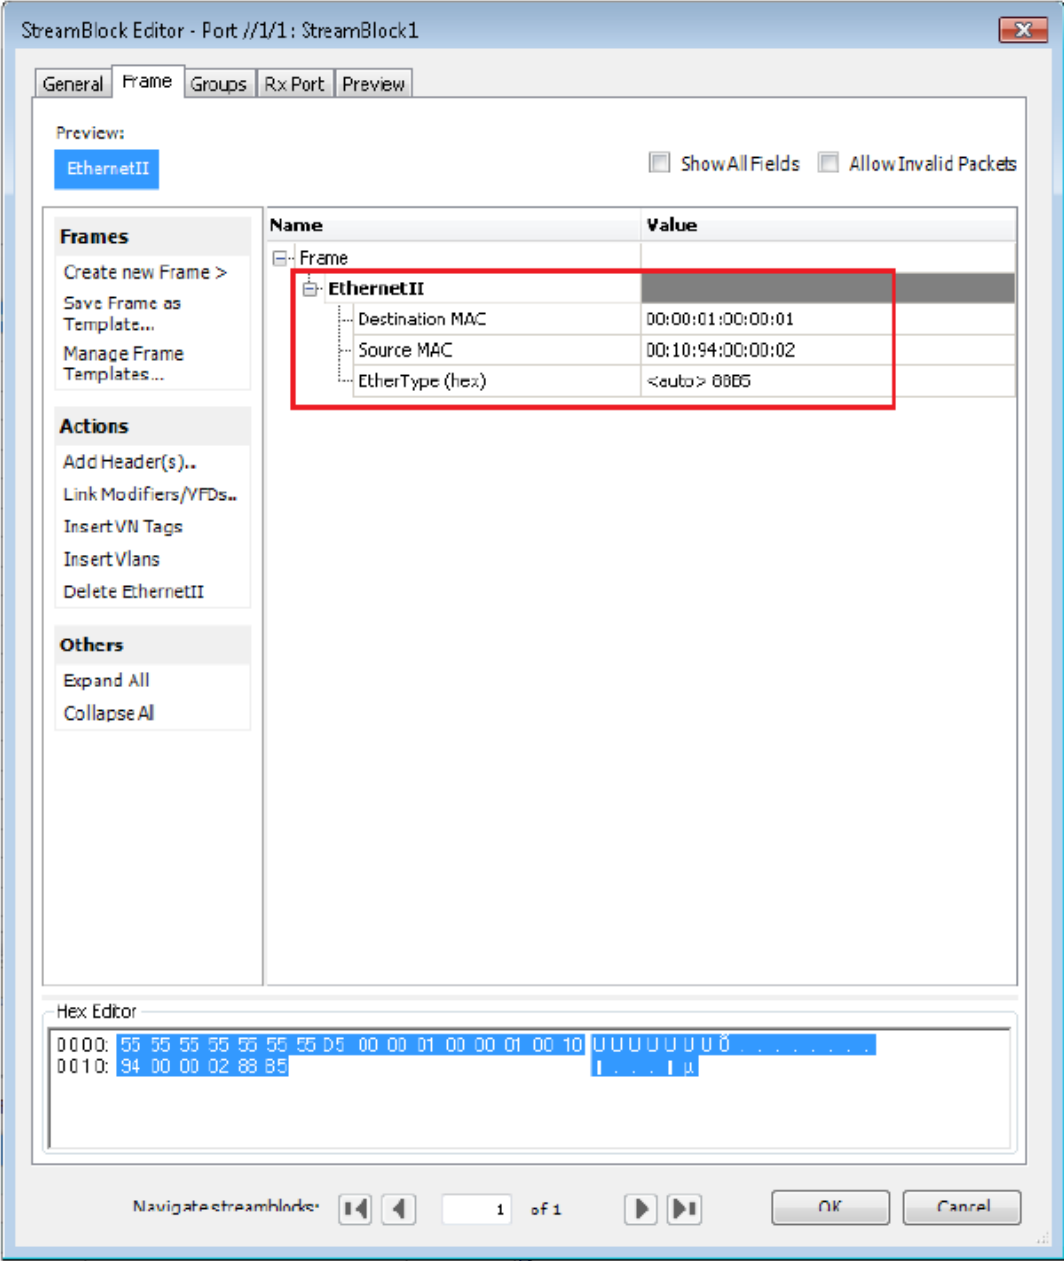 StreamBlock Editor - Port //1/1: StreamBlock1
General Frame Groups Rx Port Preview
Preview:
EthernetII
Show All Fields Allow Invalid Packets
Frames
Create new Frame >
Save Frame as
Template...
Manage Frame
Templates...
Actions
Add Header(s)..
Link Modifiers/VFDs..
Insert VN Tags
Insert Vlans
Delete EthernetII
Others
Expand All
Collapse All
Name Value
Frame
EthernetII
Destination MAC 00:00:01:00:00:01
Source MAC 00:10:94:00:00:02
EtherType (hex) <auto> 88B5
Hex Editor
0000: 55 55 55 55 55 55 55 D5 00 00 01 00 00 01 00 10 UUUUUUUÕ........
0010: 94 00 00 02 88 B5 |...|µ
Navigate streamblocks: 1 of 1 OK Cancel